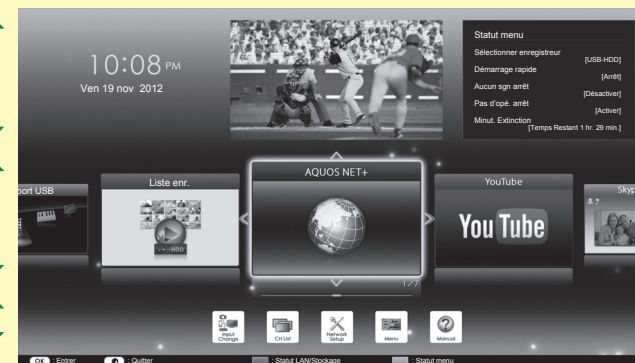 10:08 PM
Ven 19 nov 2012
Statut menu
Sélectionner enregistreur
[USB-HDD]
Démarrage rapide
[Arrêt]
Aucun sgn arrêt
[Désactiver]
Pas d'opé. arrêt
[Activer]
Minut. Extinction
[Temps Restant 1 hr. 29 min.]
port USB
Liste enr.
HDD
AQUOS NET+
YouTube
You Tube
Skyp
1/7
Input Change
CH List
Network Setup
Menu
Manual
OK : Entrer
: Quitter
: Statut LAN/Stockage
: Statut menu